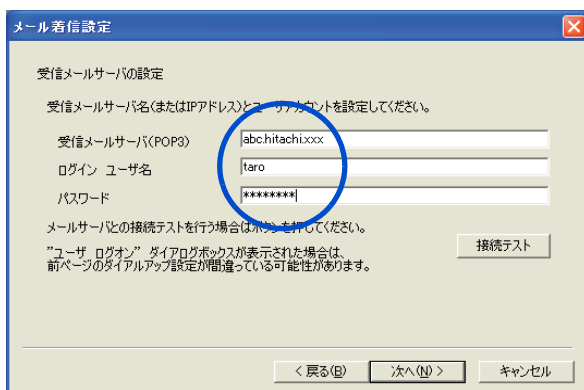 メール着信設定
受信メールサーバの設定
受信メールサーバ名(またはIPアドレス)とユーザアカウントを設定してください。
受信メールサーバ(POP3)
abc.hitachi.xxx
ログイン ユーザ名
taro
パスワード
********
メールサーバとの接続テストを行う場合はボタンを押してください。
"ユーザ ログオン" ダイアログボックスが表示された場合は、
前ページのダイアルアップ設定が間違っている可能性があります。
接続テスト
< 戻る(B)
次へ(N) >
キャンセル